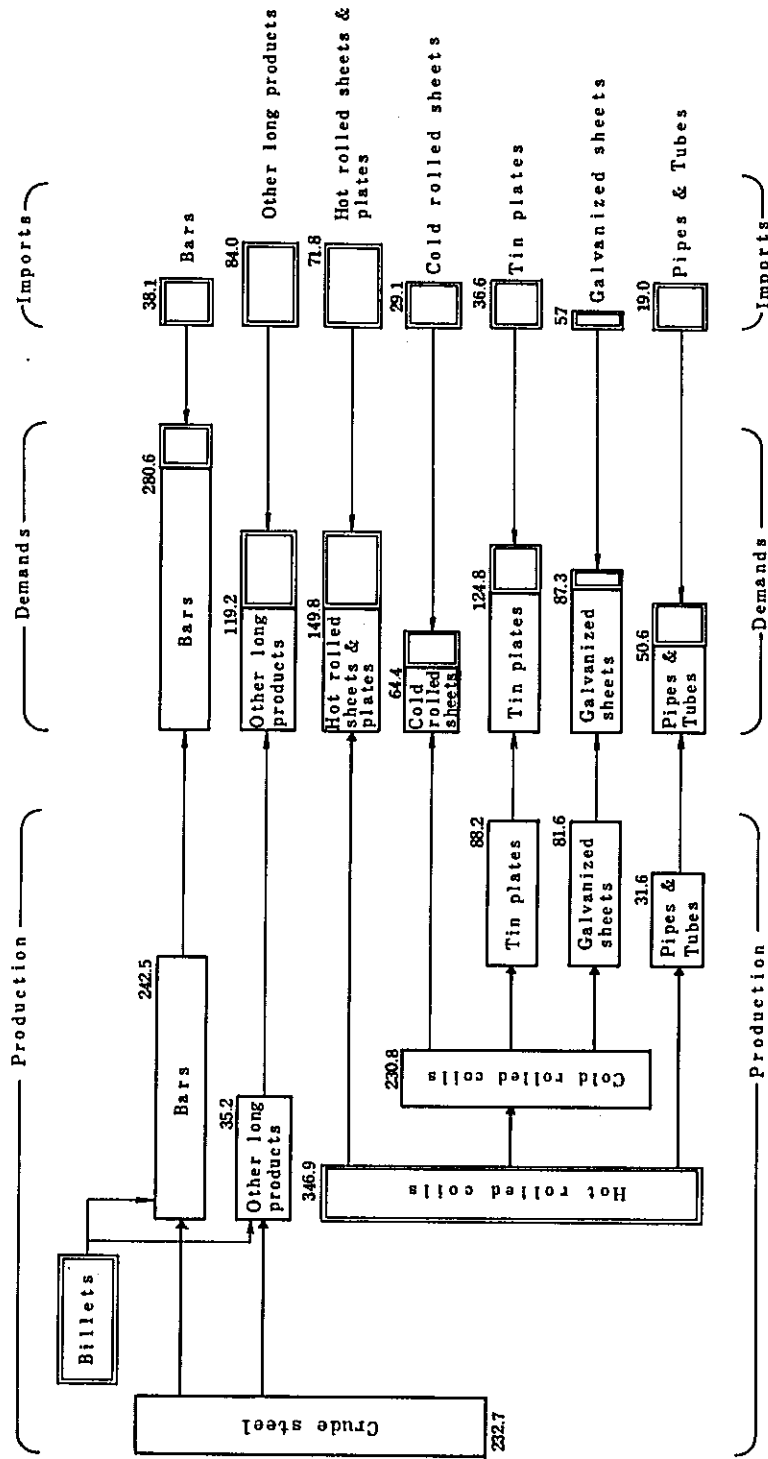 Production
Demands
Imports
Billets
Crude steel
232.7
Bars
242.5
Other long
products
35.2
Hot rolled coils
346.9
Cold rolled coils
230.8
Tin plates
88.2
Galvanized
sheets
81.6
Pipes &
Tubes
31.6
Bars
280.6
Other long
products
119.2
Hot rolled
sheets &
plates
149.8
Cold
rolled
sheets
64.4
Tin plates
124.8
Galvanized
sheets
87.3
Pipes &
Tubes
50.6
38.1
Bars
84.0
Other long products
71.8
Hot rolled sheets &
plates
29.1
Cold rolled sheets
36.6
Tin plates
57
Galvanized sheets
19.0
Pipes & Tubes
Production
Demands
Imports